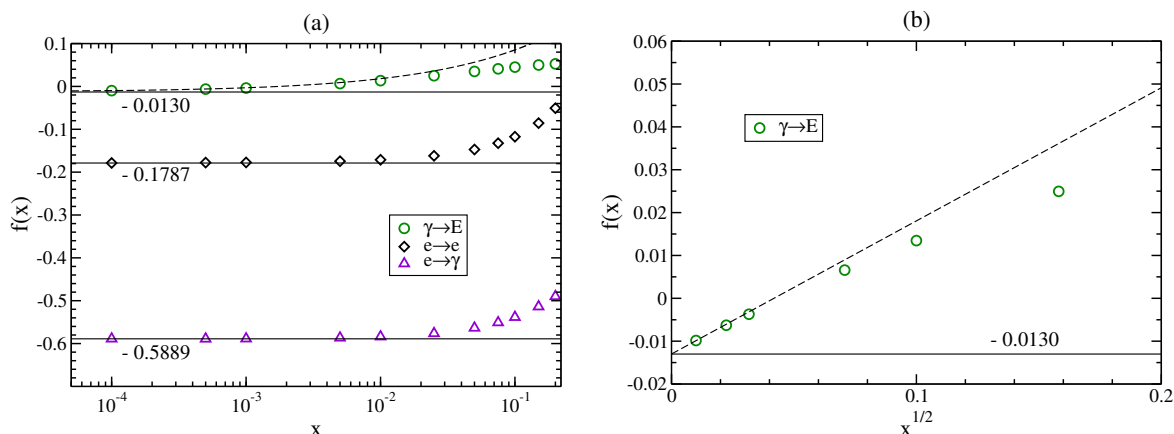 (a)
0.1
0
-0.1
-0.2
-0.3
-0.4
-0.5
-0.6
f(x)
- 0.0130
- 0.1787
- 0.5889
γ→E
e→e
e→γ
10^-4
10^-3
10^-2
10^-1
x
(b)
0.06
0.05
0.04
0.03
0.02
0.01
0
-0.01
-0.02
f(x)
γ→E
- 0.0130
0
0.1
0.2
x^1/2